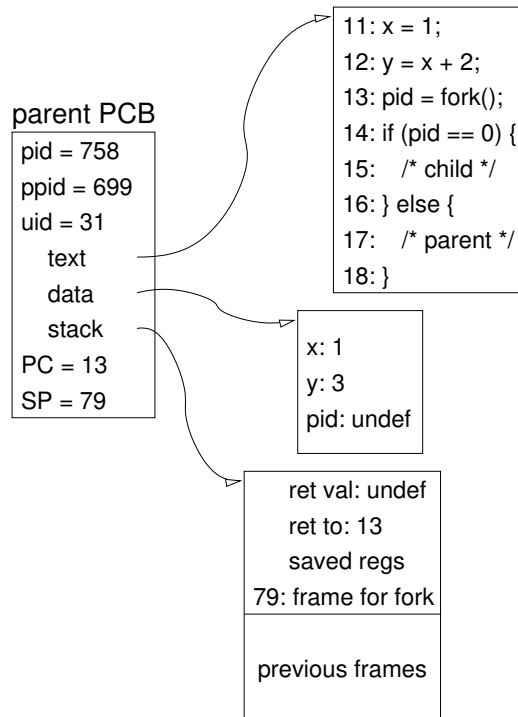 parent PCB
pid = 758
ppid = 699
uid = 31
text
data
stack
PC = 13
SP = 79
11: x = 1;
12: y = x + 2;
13: pid = fork();
14: if (pid == 0) {
15: /* child */
16: } else {
17: /* parent */
18: }
x: 1
y: 3
pid: undef
ret val: undef
ret to: 13
saved regs
79: frame for fork
previous frames